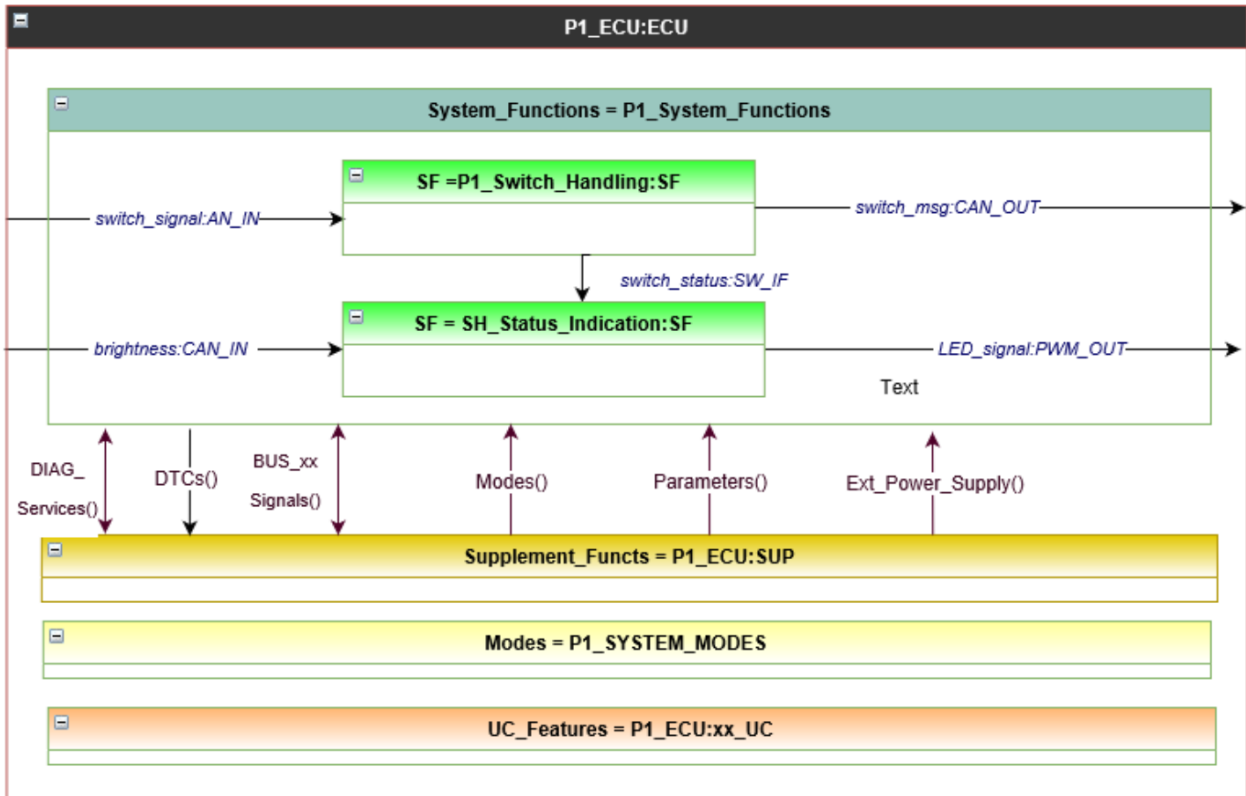 P1_ECU:ECU
System_Functions = P1_System_Functions
SF =P1_Switch_Handling:SF
switch_signal:AN_IN
switch_msg:CAN_OUT
switch_status:SW_IF
SF = SH_Status_Indication:SF
brightness:CAN_IN
LED_signal:PWM_OUT
Text
DIAG_
Services()
DTCs()
BUS_xx
Signals()
Modes()
Parameters()
Ext_Power_Supply()
Supplement_Functs = P1_ECU:SUP
Modes = P1_SYSTEM_MODES
UC_Features = P1_ECU:xx_UC